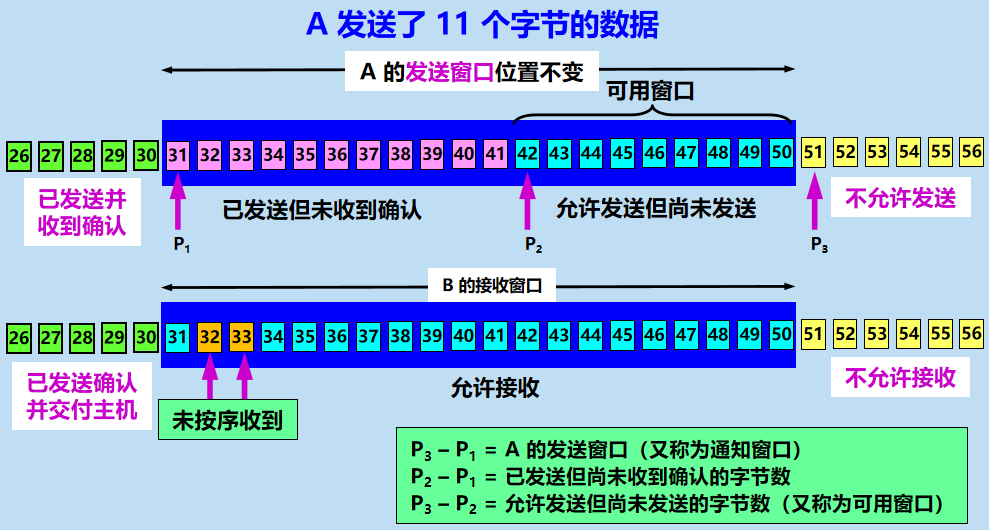 A 发送了 11 个字节的数据
A 的发送窗口位置不变
可用窗口
26 27 28 29 30 31 32 33 34 35 36 37 38 39 40 41 42 43 44 45 46 47 48 49 50 51 52 53 54 55 56
已发送并
收到确认
已发送但未收到确认
允许发送但尚未发送
不允许发送
P1
P2
P3
B 的接收窗口
26 27 28 29 30 31 32 33 34 35 36 37 38 39 40 41 42 43 44 45 46 47 48 49 50 51 52 53 54 55 56
已发送确认
并交付主机
未按序收到
允许接收
不允许接收
P3 – P1 = A 的发送窗口（又称为通知窗口）
P2 – P1 = 已发送但尚未收到确认的字节数
P3 – P2 = 允许发送但尚未发送的字节数（又称为可用窗口）